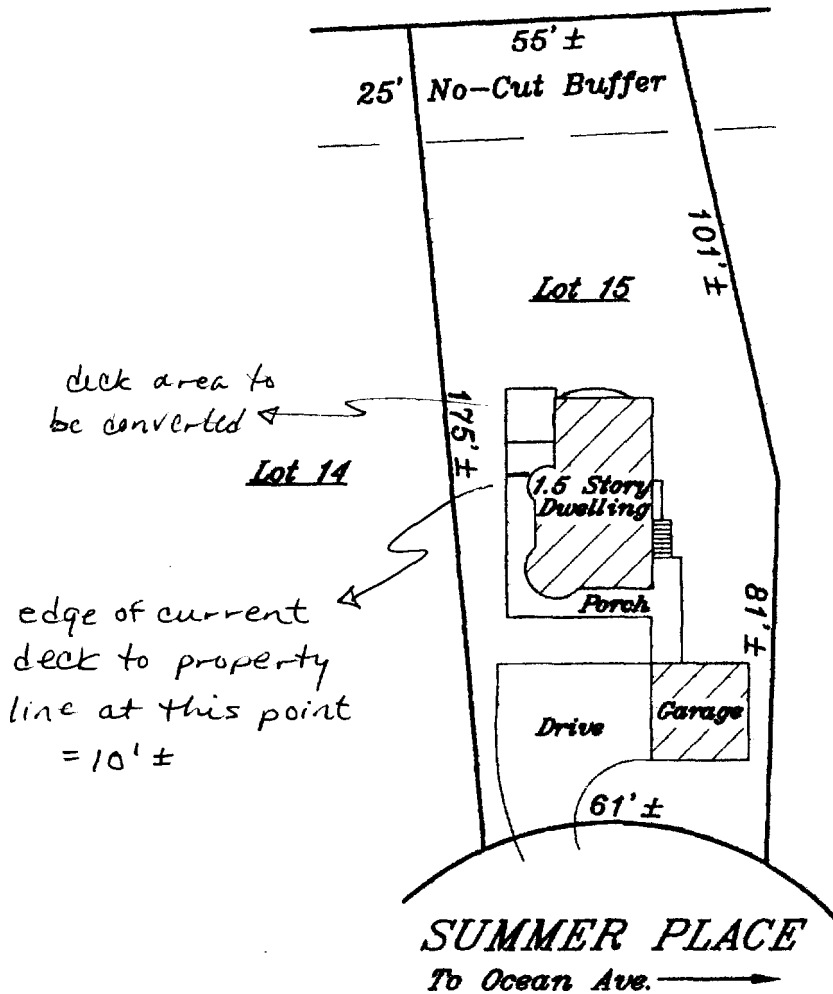 55' ±
25' No-Cut Buffer
101' ±
Lot 15
deck area to
be converted
175' ±
Lot 14
1.5 Story
Dwelling
edge of current
deck to property
line at this point
= 10' ±
Porch
81' ±
Drive
Garage
61' ±
SUMMER PLACE
To Ocean Ave.